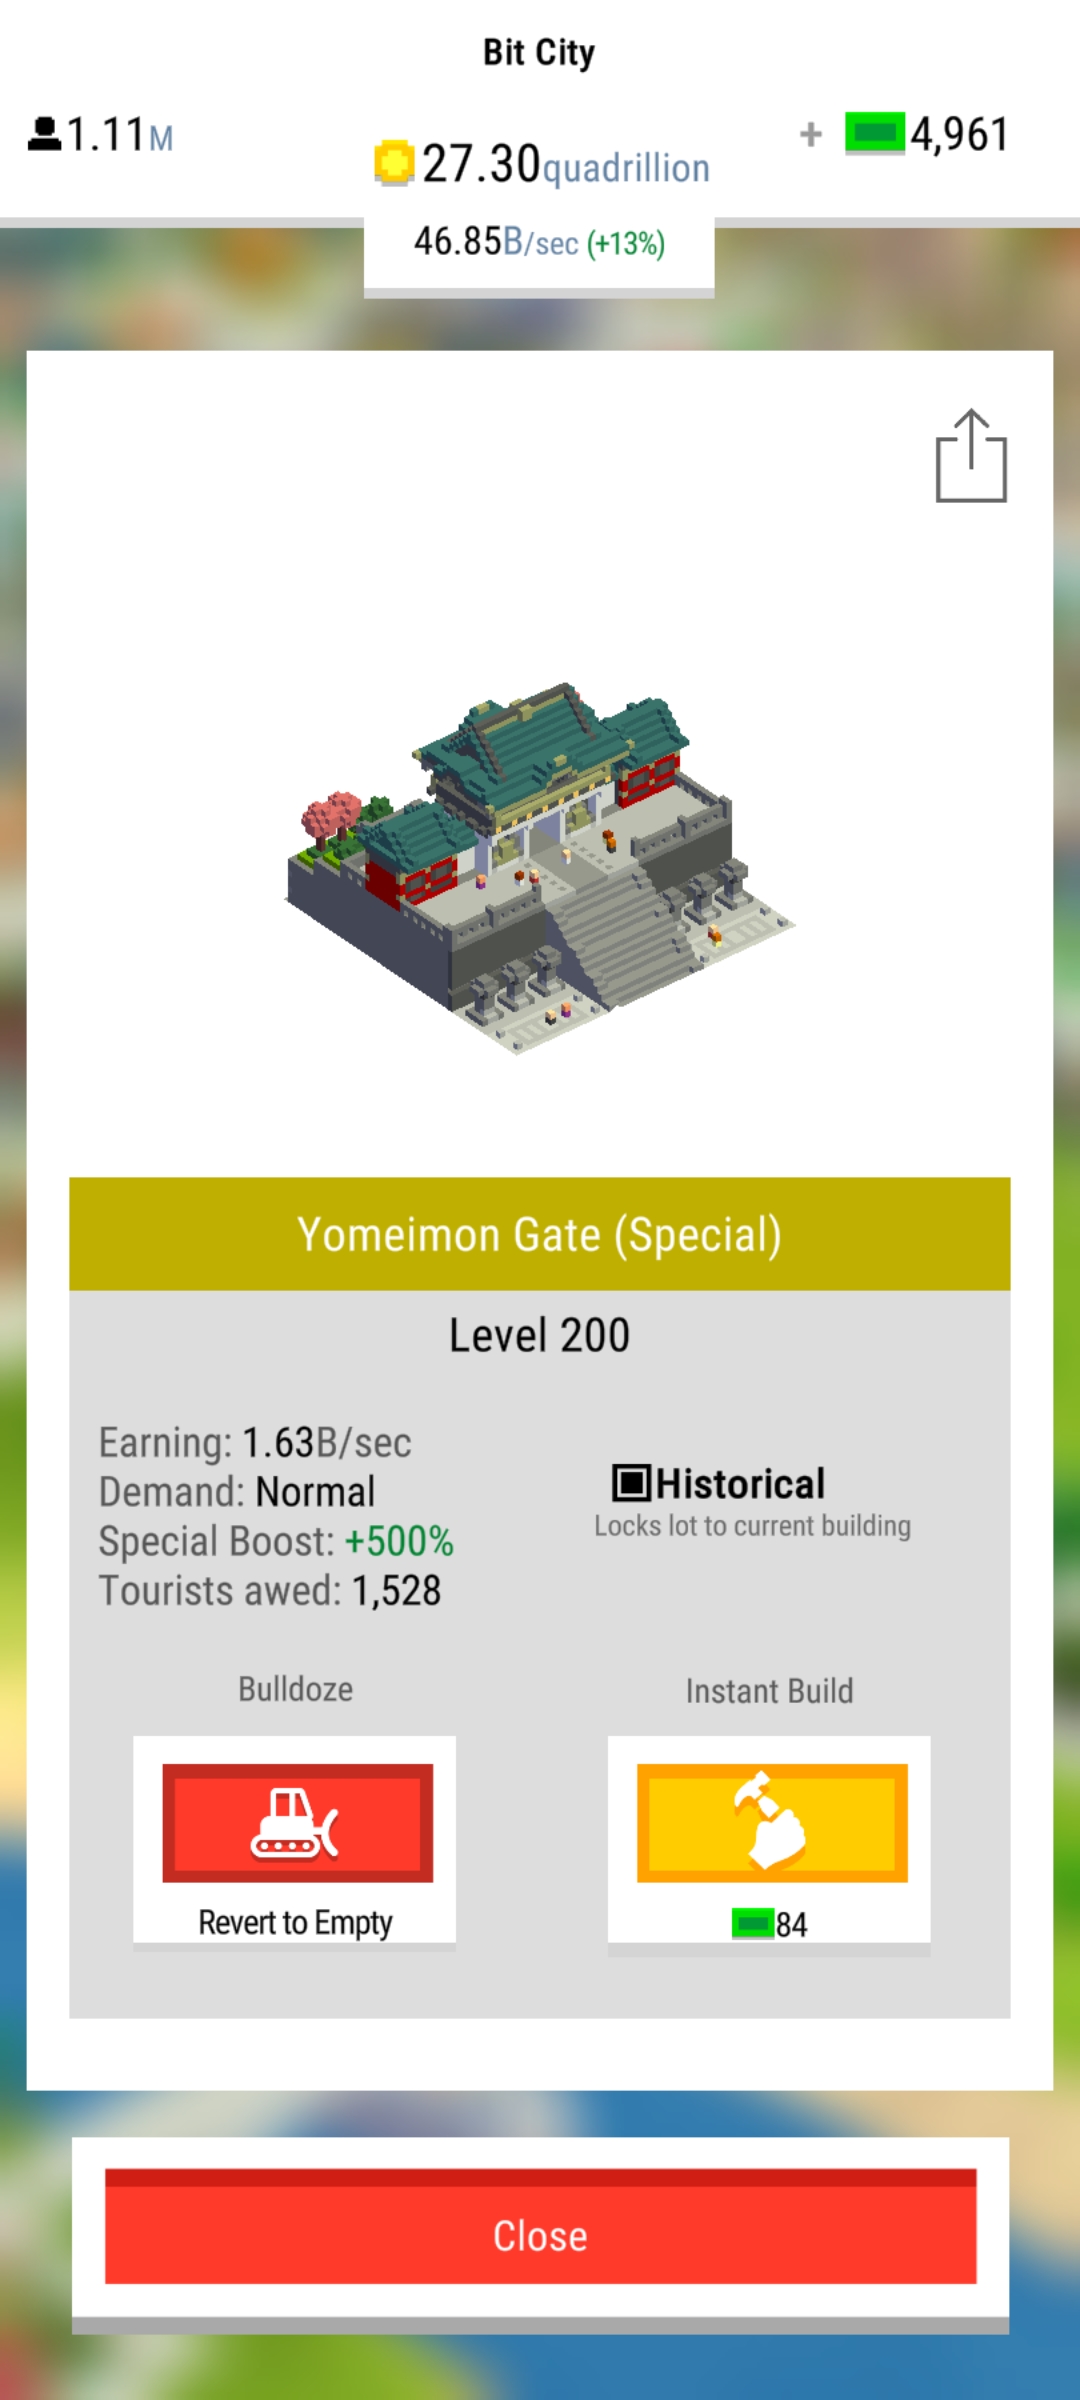 Bit City
1.11M
27.30quadrillion
+ 4,961
46.85B/sec (+13%)
Yomeimon Gate (Special)
Level 200
Earning: 1.63B/sec
Demand: Normal
Special Boost: +500%
Tourists awed: 1,528
Historical
Locks lot to current building
Bulldoze
Revert to Empty
Instant Build
84
Close